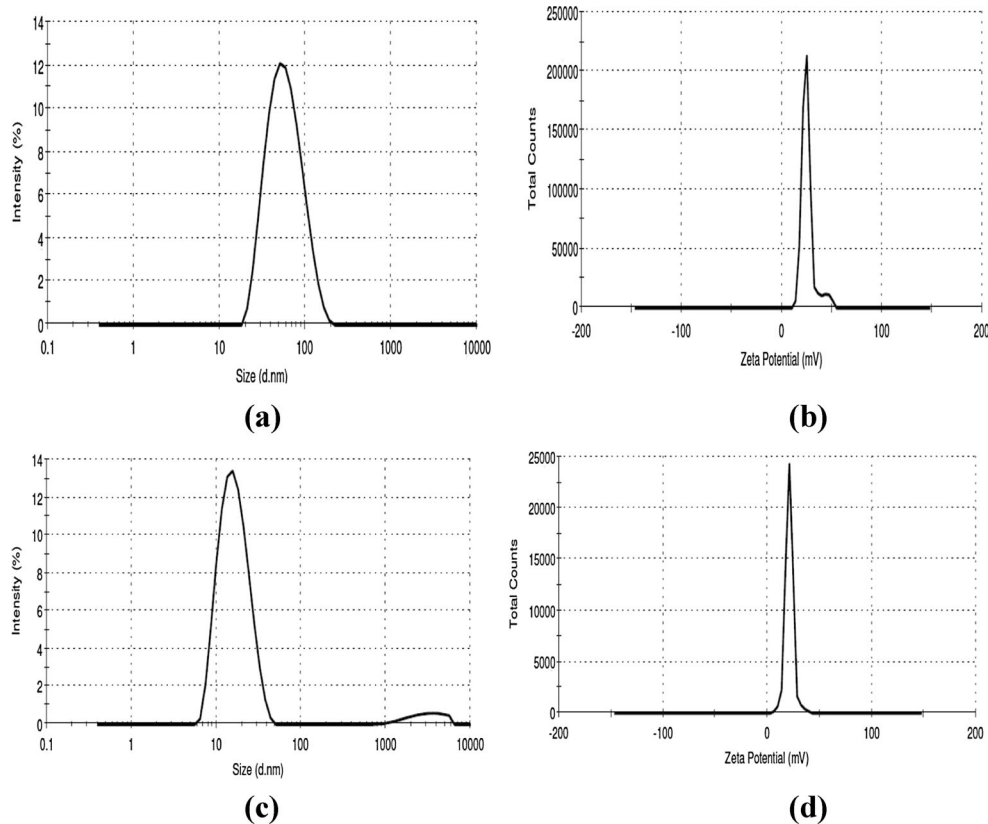 14
12
10
8
6
4
2
0
Intensity (%)
0.1 1 10 100 1000 10000
Size (d.nm)
(a)
250000
200000
150000
100000
50000
0
Total Counts
-200 -100 0 100 200
Zeta Potential (mV)
(b)
14
12
10
8
6
4
2
0
Intensity (%)
0.1 1 10 100 1000 10000
Size (d.nm)
(c)
25000
20000
15000
10000
5000
0
Total Counts
-200 -100 0 100 200
Zeta Potential (mV)
(d)